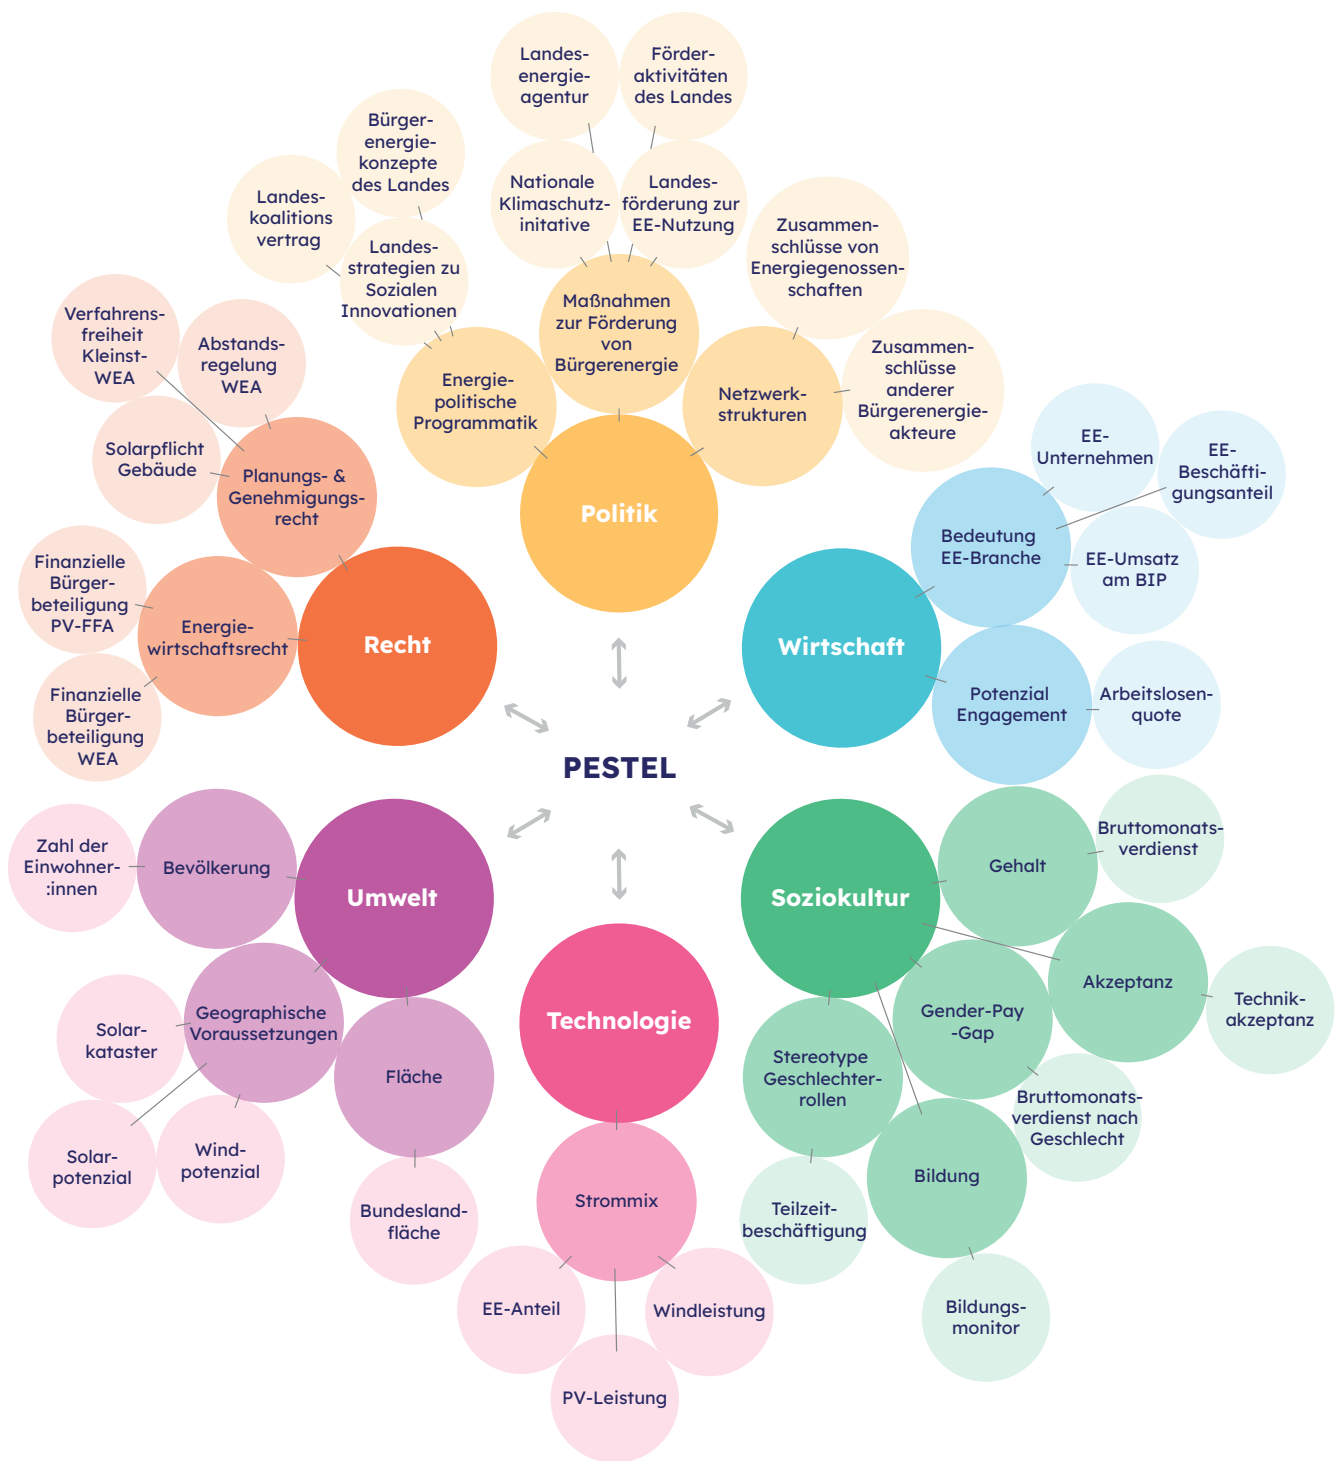 Landes-
energie-
agentur
Förder-
aktivitäten
des Landes
Bürger-
energie-
konzepte
des Landes
Landes-
koalitions
vertrag
Nationale
Klimaschutz-
initative
Landes-
förderung zur
EE-Nutzung
Landes-
strategien zu
Sozialen
Innovationen
Zusammen-
schlüsse von
Energiegenossen-
schaften
Zusammen-
schlüsse
anderer
Bürgerenergie-
akteure
Maßnahmen
zur Förderung
von
Bürgerenergie
Energie-
politische
Programmatik
Netzwerk-
strukturen
Politik
Verfahrens-
freiheit
Kleinst-
WEA
Abstands-
regelung
WEA
Solarpflicht
Gebäude
Planungs- &
Genehmigungs-
recht
Finanzielle
Bürger-
beteiligung
PV-FFA
Energie-
wirtschaftsrecht
Finanzielle
Bürger-
beteiligung
WEA
Recht
EE-
Unternehmen
EE-
Beschäfti-
gungsanteil
Bedeutung
EE-Branche
EE-Umsatz
am BIP
Wirtschaft
Potenzial
Engagement
Arbeitslosen-
quote
PESTEL
Zahl der
Einwohner-
:innen
Bevölkerung
Umwelt
Geographische
Voraussetzungen
Solar-
kataster
Solar-
potenzial
Wind-
potenzial
Fläche
Bundesland-
fläche
Technologie
Strommix
EE-Anteil
Windleistung
PV-Leistung
Soziokultur
Gehalt
Bruttomonats-
verdienst
Akzeptanz
Technik-
akzeptanz
Gender-Pay
-Gap
Bruttomonats-
verdienst nach
Geschlecht
Stereotype
Geschlechter-
rollen
Teilzeit-
beschäftigung
Bildung
Bildungs-
monitor